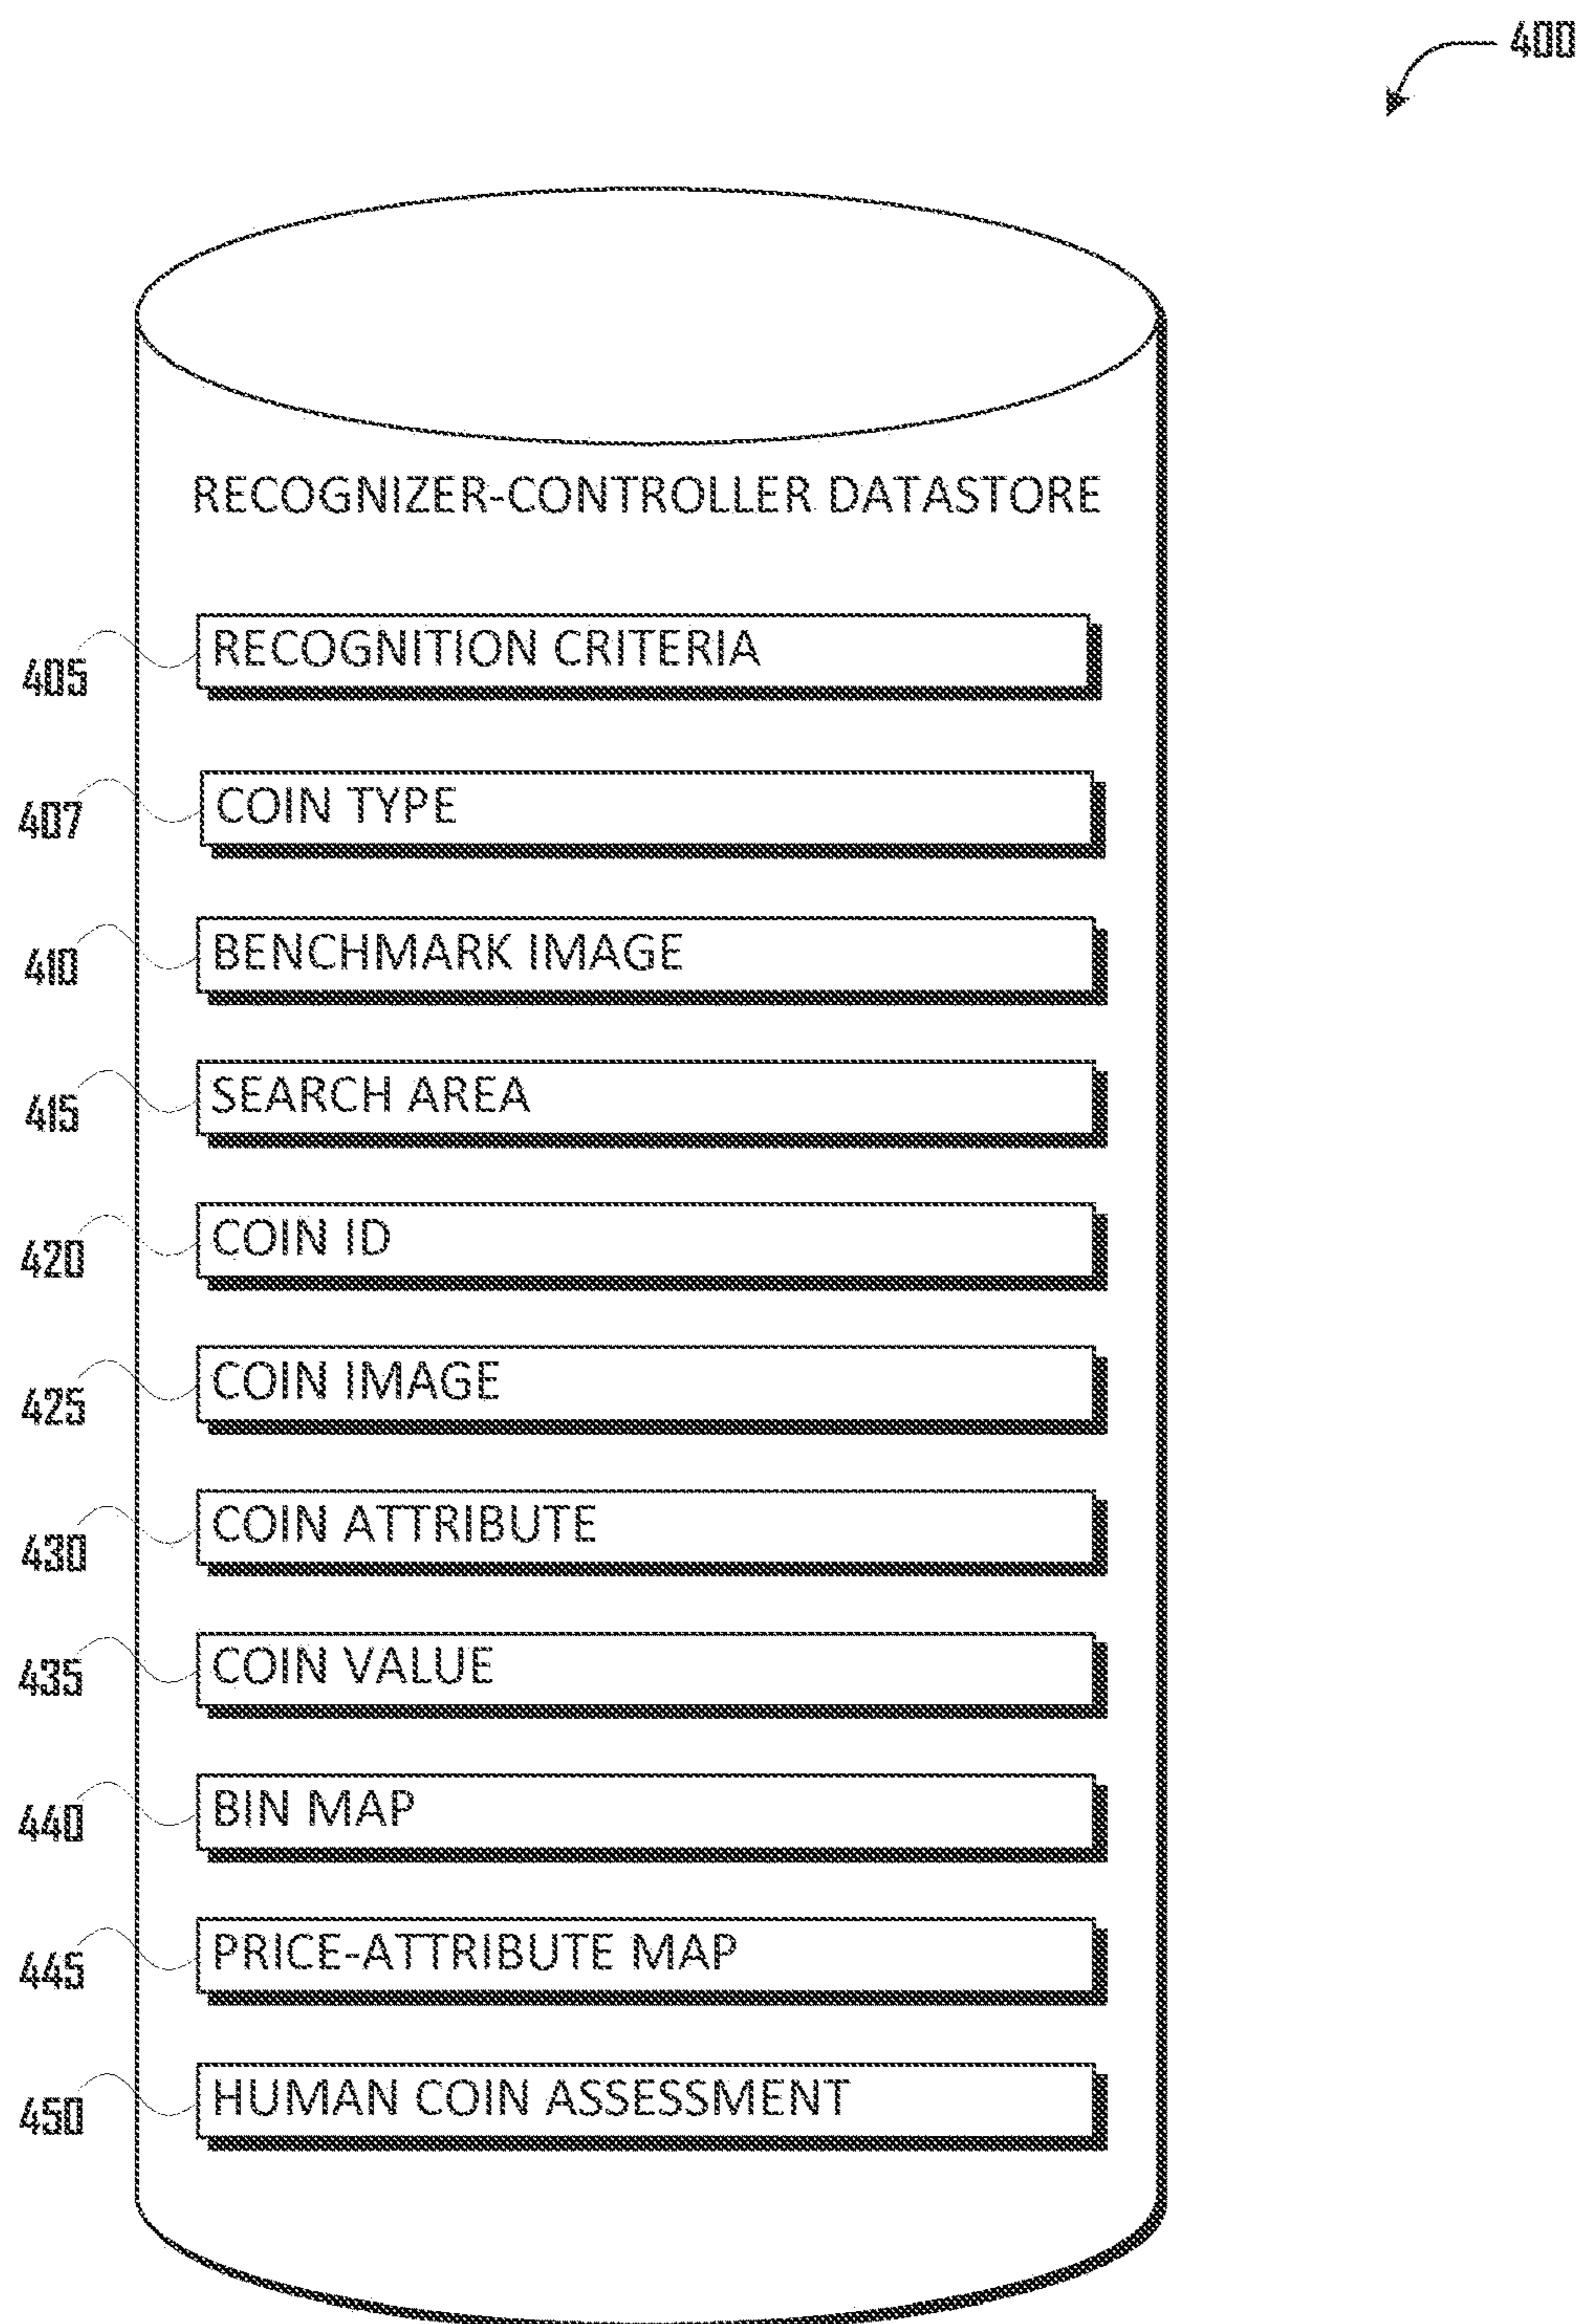 400
RECOGNIZER-CONTROLLER DATASTORE
405 RECOGNITION CRITERIA
407 COIN TYPE
410 BENCHMARK IMAGE
415 SEARCH AREA
420 COIN ID
425 COIN IMAGE
430 COIN ATTRIBUTE
435 COIN VALUE
440 BIN MAP
445 PRICE-ATTRIBUTE MAP
450 HUMAN COIN ASSESSMENT